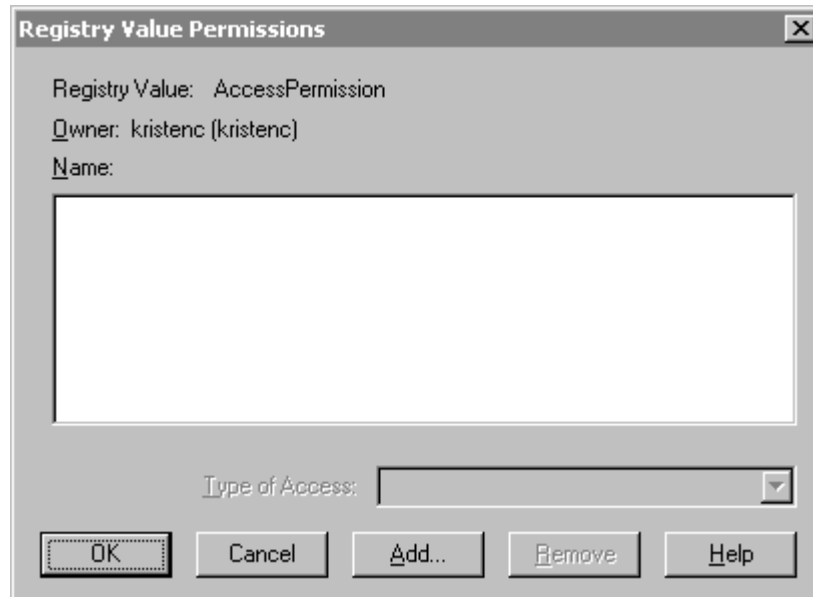 Registry Value Permissions
Registry Value: AccessPermission
Owner: kristenc (kristenc)
Name:
Type of Access:
OK Cancel Add... Remove Help